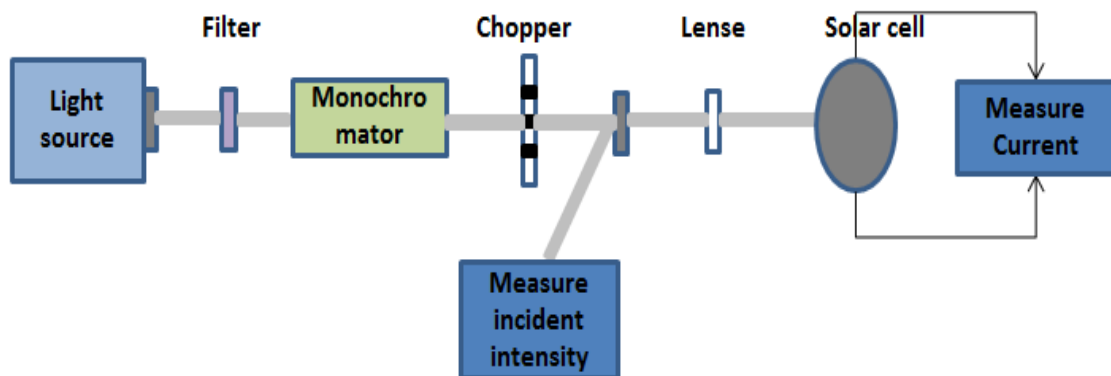 Filter
Chopper
Lense
Solar cell
Light
source
Monochro
mator
Measure
Current
Measure
incident
intensity